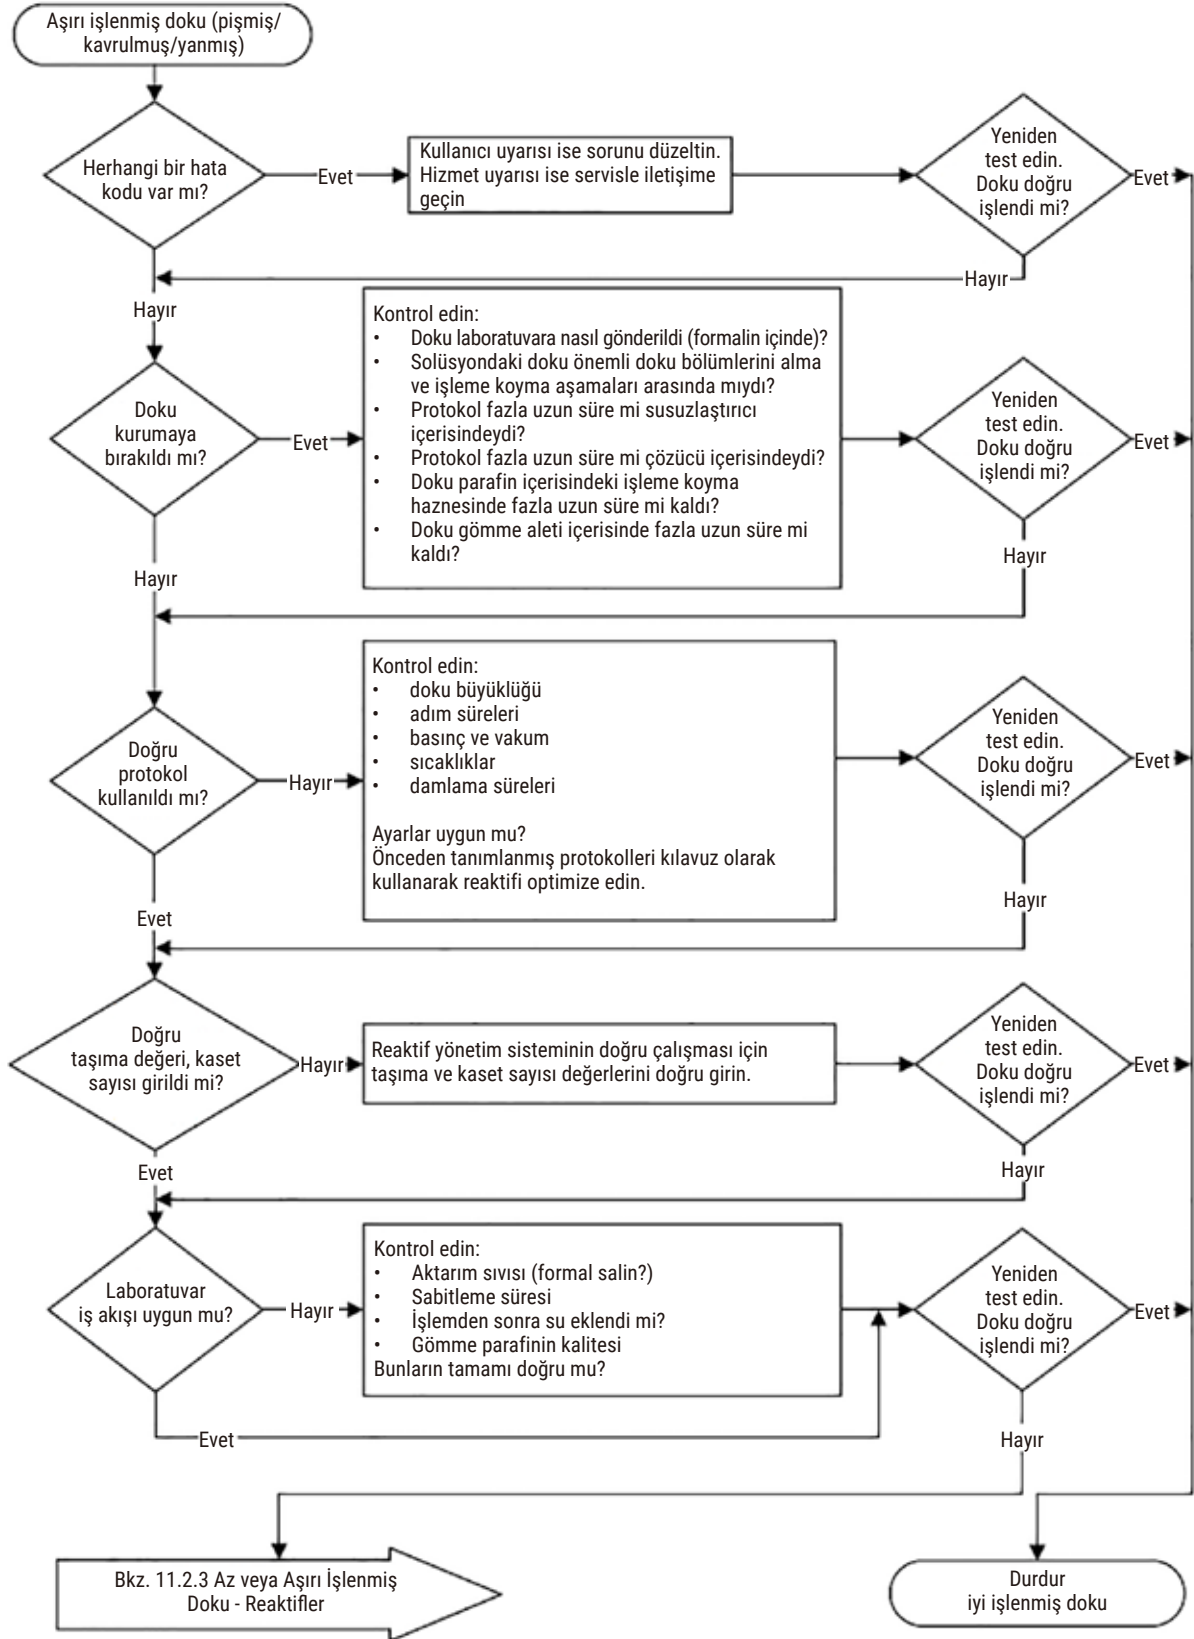 Aşırı işlenmiş doku (pişmiş/
kavrulmuş/yanmış)
Herhangi bir hata
kodu var mı?
Evet
Kullanıcı uyarısı ise sorunu düzeltin.
Hizmet uyarısı ise servisle iletişime
geçin
Yeniden
test edin.
Doku doğru
işlendi mi?
Evet
Hayır
Hayır
Doku
kurumaya
bırakıldı mı?
Evet
Kontrol edin:
• Doku laboratuvara nasıl gönderildi (formalin içinde)?
• Solüsyondaki doku önemli doku bölümlerini alma
ve işleme koyma aşamaları arasında mıydı?
• Protokol fazla uzun süre mi susuzlaştırıcı
içerisindeydi?
• Protokol fazla uzun süre mi çözücü içerisindeydi?
• Doku parafin içerisindeki işleme koyma
haznesinde fazla uzun süre mi kaldı?
• Doku gömme aleti içerisinde fazla uzun süre mi
kaldı?
Yeniden
test edin.
Doku doğru
işlendi mi?
Evet
Hayır
Hayır
Doğru
protokol
kullanıldı mı?
Hayır
Kontrol edin:
• doku büyüklüğü
• adım süreleri
• basınç ve vakum
• sıcaklıklar
• damlama süreleri
Ayarlar uygun mu?
Önceden tanımlanmış protokolleri kılavuz olarak
kullanarak reaktifi optimize edin.
Yeniden
test edin.
Doku doğru
işlendi mi?
Evet
Hayır
Evet
Doğru
taşıma değeri, kaset
sayısı girildi mi?
Hayır
Reaktif yönetim sisteminin doğru çalışması için
taşıma ve kaset sayısı değerlerini doğru girin.
Yeniden
test edin.
Doku doğru
işlendi mi?
Evet
Hayır
Evet
Laboratuvar
iş akışı uygun mu?
Hayır
Kontrol edin:
• Aktarım sıvısı (formal salin?)
• Sabitleme süresi
• İşlemden sonra su eklendi mi?
• Gömme parafinin kalitesi
Bunların tamamı doğru mu?
Yeniden
test edin.
Doku doğru
işlendi mi?
Evet
Evet
Hayır
Bkz. 11.2.3 Az veya Aşırı İşlenmiş
Doku - Reaktifler
Durdur
iyi işlenmiş doku